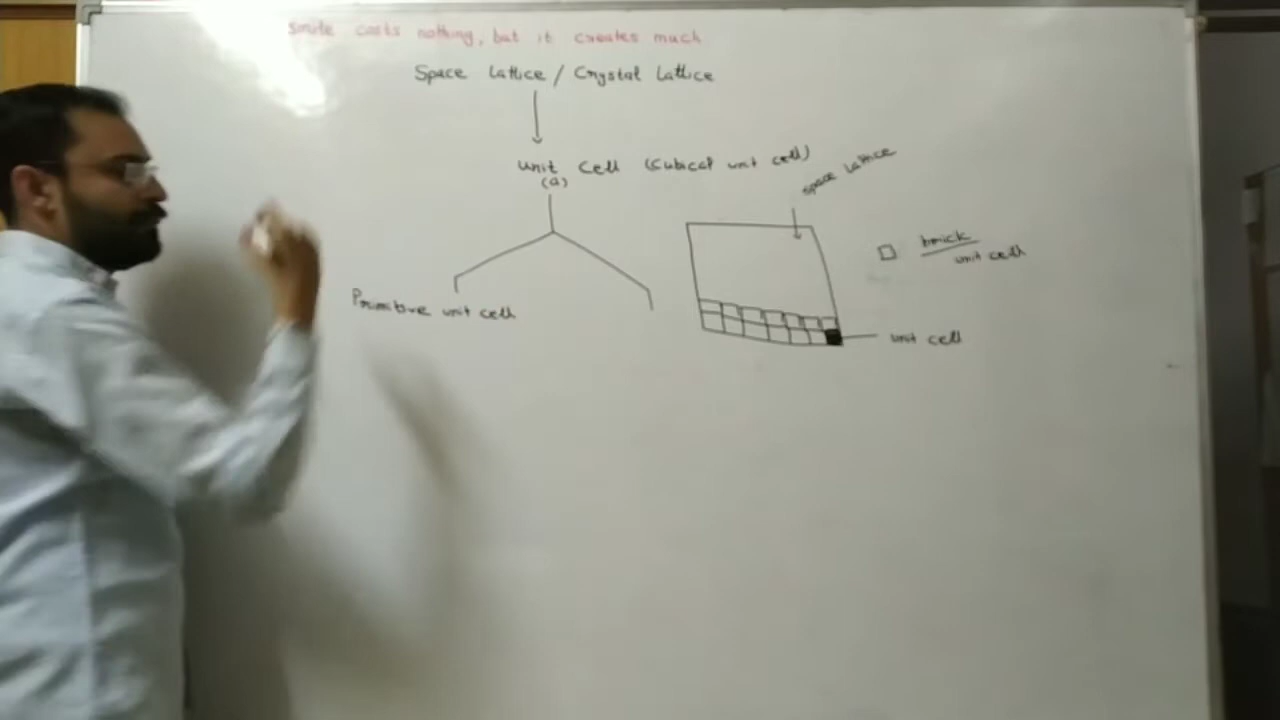 Smile costs nothing, but it creates much
Space Lattice / Crystal Lattice
Unit Cell (Cubical unit cell)
(a)
Space Lattice
brick
unit cell
Primitive unit cell
unit cell